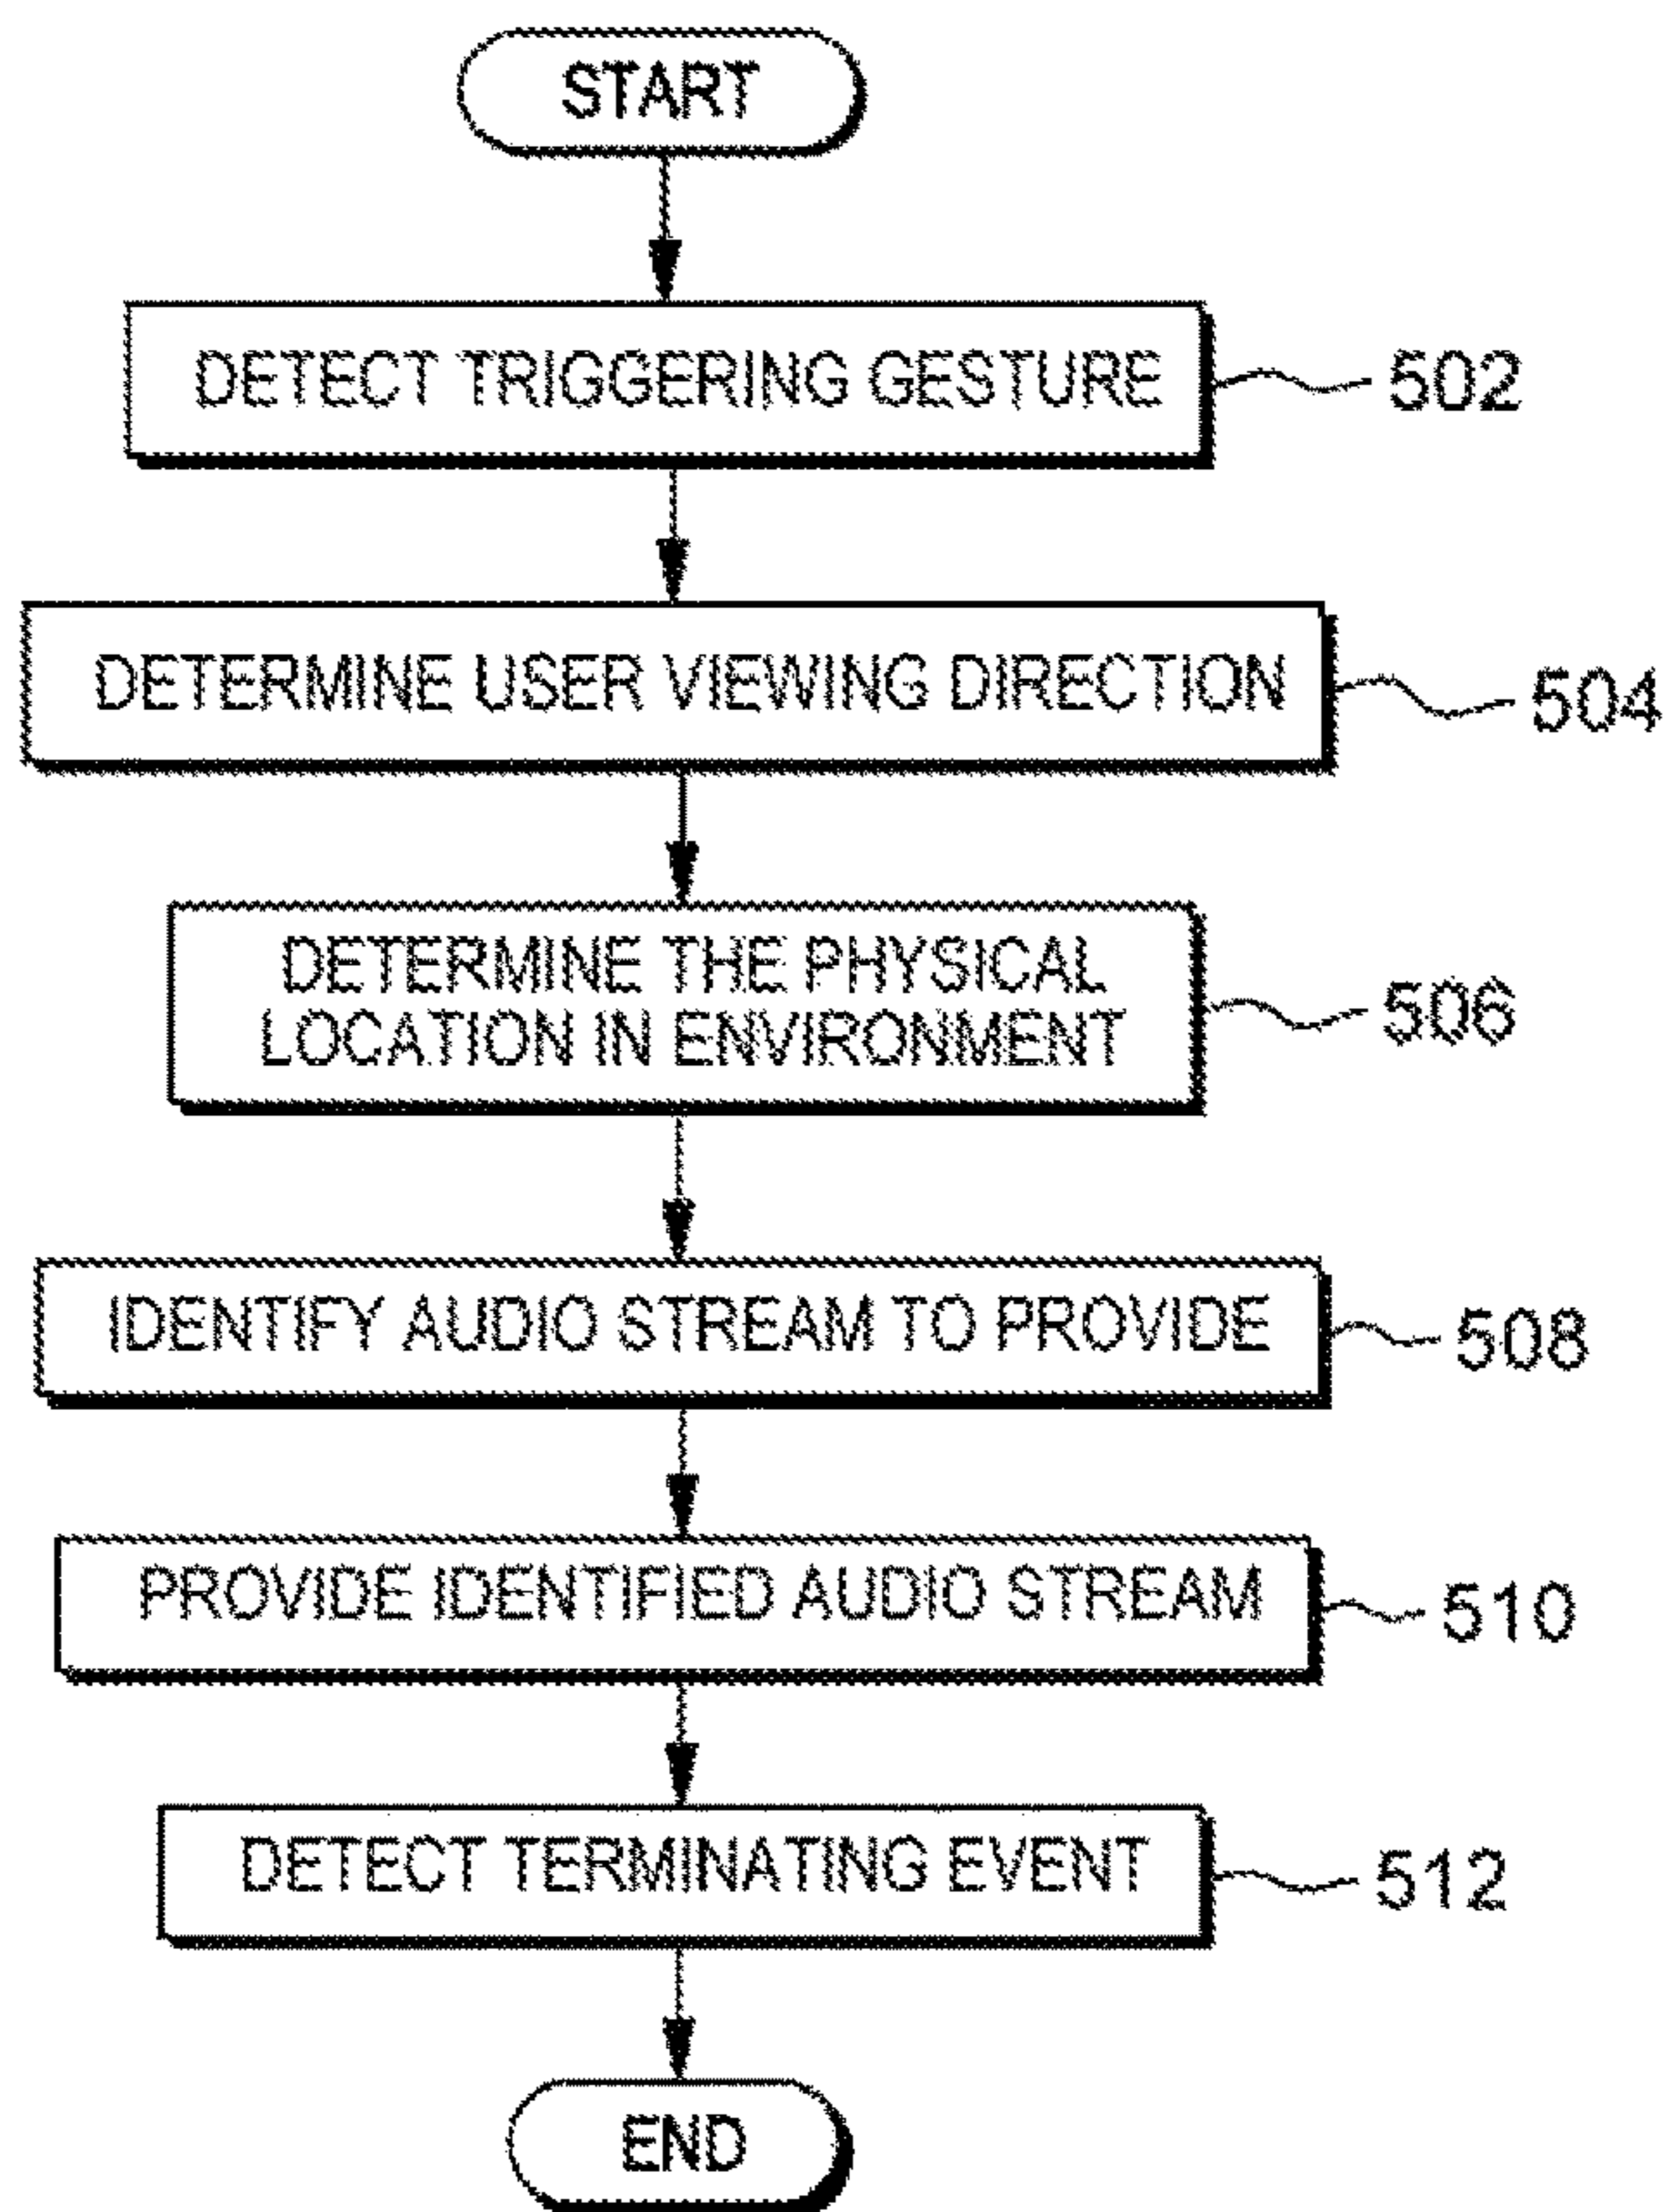 START
DETECT TRIGGERING GESTURE
502
DETERMINE USER VIEWING DIRECTION
504
DETERMINE THE PHYSICAL
LOCATION IN ENVIRONMENT
506
IDENTIFY AUDIO STREAM TO PROVIDE
508
PROVIDE IDENTIFIED AUDIO STREAM
510
DETECT TERMINATING EVENT
512
END